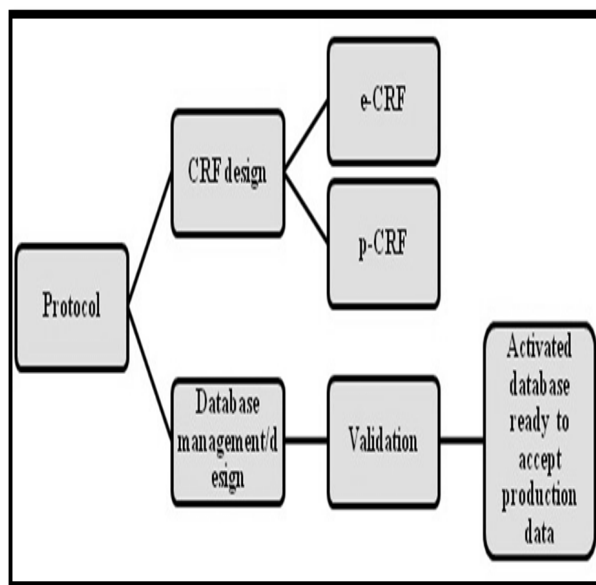 e-CRF
CRF design
p-CRF
Protocol
Database
management/d
esign
Validation
Activated
database
ready to
accept
production
data